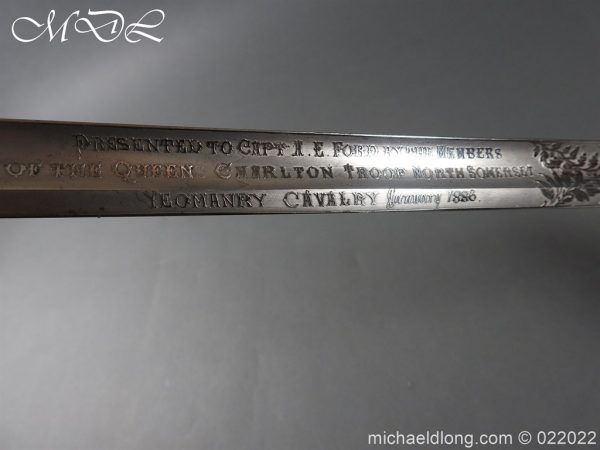 MDL
PRESENTED TO CAPT A. E. FORD BY THE MEMBERS
OF THE QUEEN CHARLTON TROOP NORTH SOMERSET
YEOMANRY CAVALRY January 1886.
michaeldlong.com © 022022